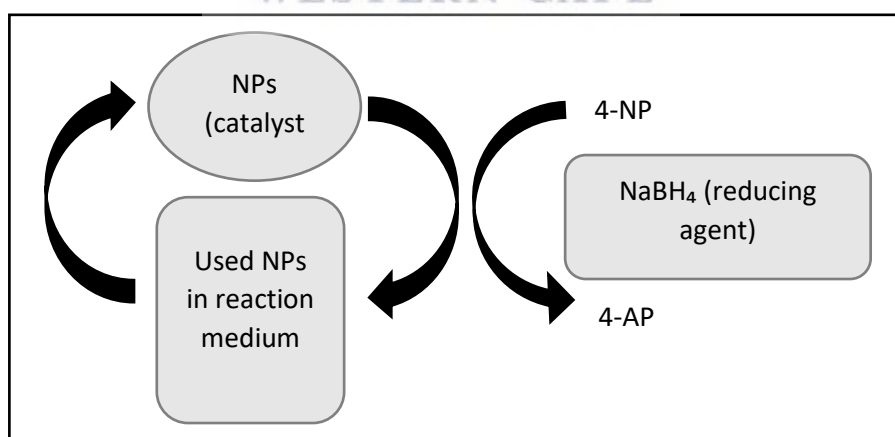 NPs
(catalyst
4-NP
NaBH₄ (reducing
agent)
Used NPs
in reaction
medium
4-AP